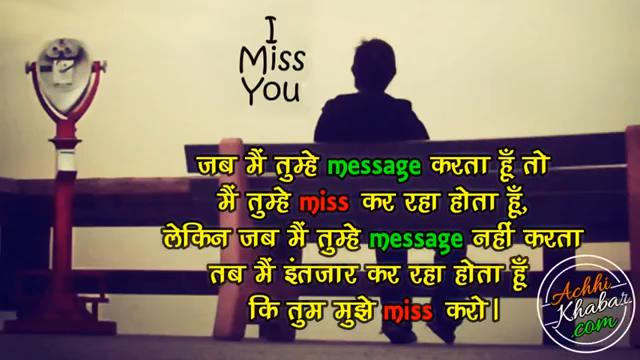 I
Miss
You
जब मैं तुम्हे message करता हूँ तो
मैं तुम्हे miss कर रहा होता हूँ,
लेकिन जब मैं तुम्हे message नहीं करता
तब मैं इंतजार कर रहा होता हूँ
कि तुम मुझे miss करो।
Achhi
Khabar
.com